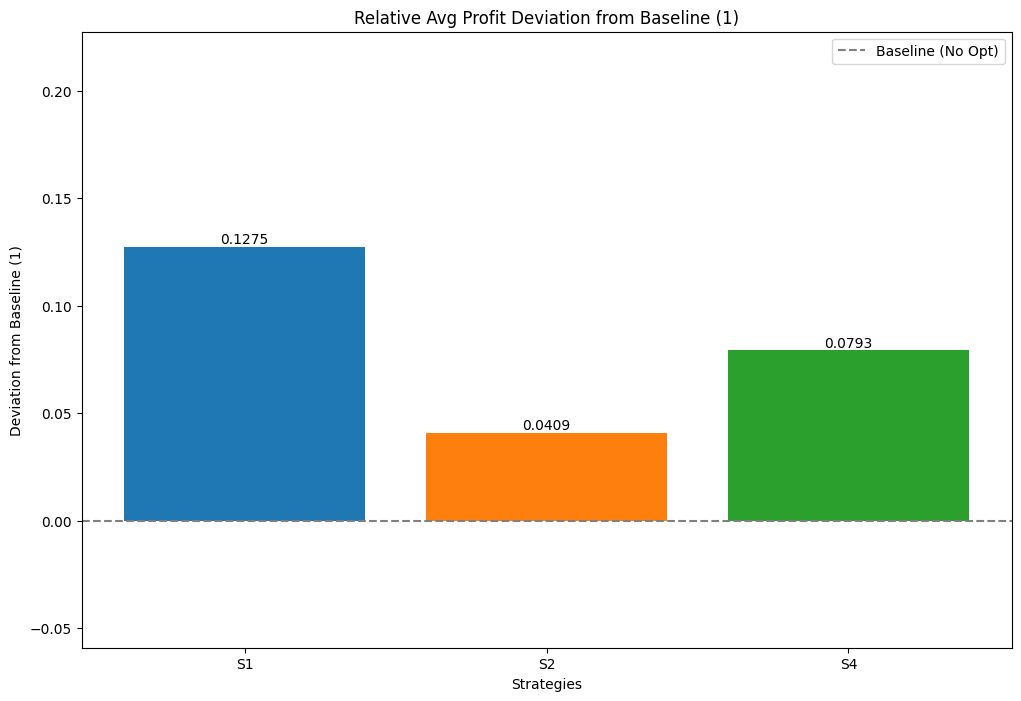 Relative Avg Profit Deviation from Baseline (1)
Baseline (No Opt)
Deviation from Baseline (1)
0.20
0.15
0.10
0.05
0.00
−0.05
0.1275
0.0409
0.0793
S1
S2
S4
Strategies